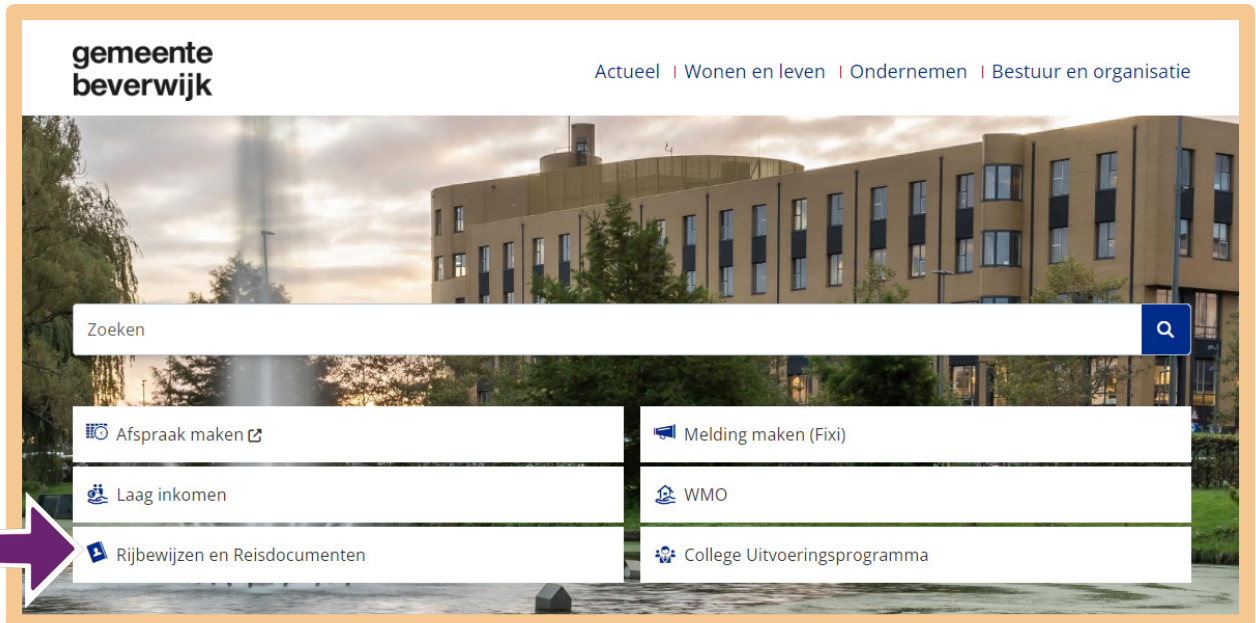 gemeente
beverwijk
Actueel
Wonen en leven
Ondernemen
Bestuur en organisatie
Zoeken
Afspraak maken
Melding maken (Fixi)
Laag inkomen
WMO
Rijbewijzen en Reisdocumenten
College Uitvoeringsprogramma